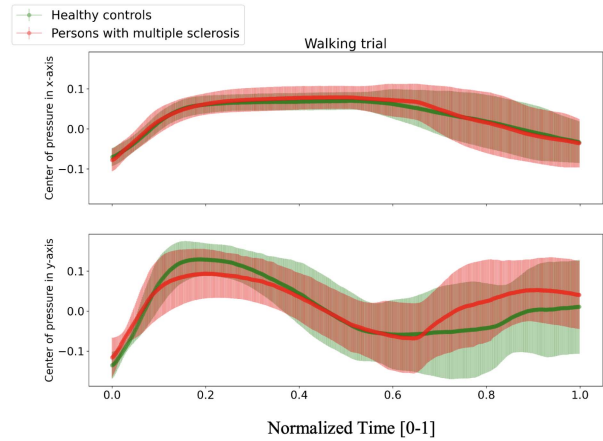 Healthy controls
Persons with multiple sclerosis
Walking trial
Center of pressure in x-axis
0.1
0.0
−0.1
Center of pressure in y-axis
0.1
0.0
−0.1
0.0 0.2 0.4 0.6 0.8 1.0
Normalized Time [0-1]